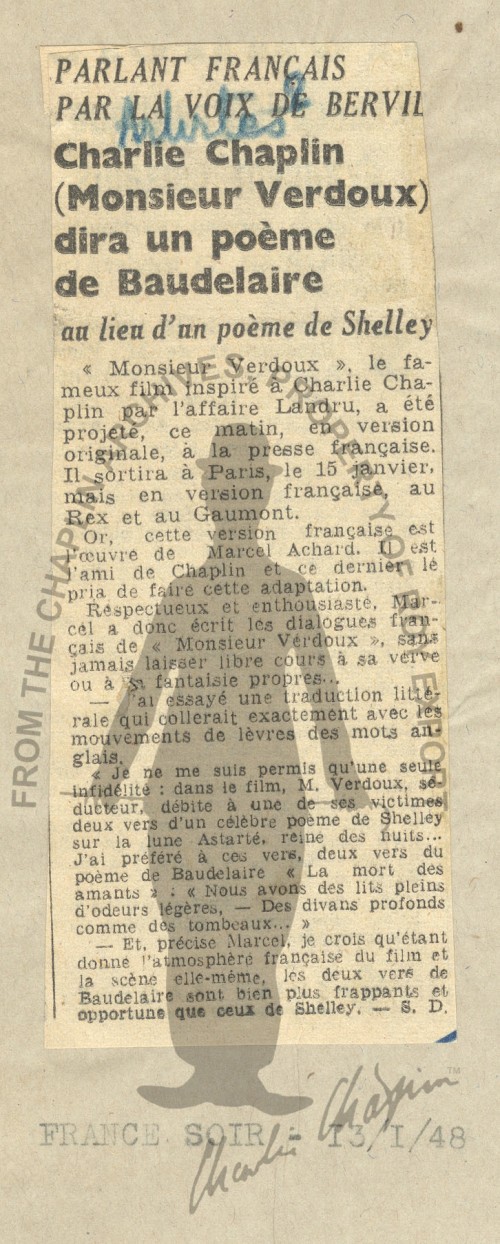 PARLANT FRANÇAIS
PAR LA VOIX DE BERVIL
Charlie Chaplin
(Monsieur Verdoux)
dira un poème
de Baudelaire
au lieu d'un poème de Shelley
« Monsieur Verdoux », le fa-
meux film inspiré à Charlie Cha-
plin par l'affaire Landru, a été
projeté, ce matin, en version
originale, à la presse française.
Il sortira à Paris, le 15 janvier,
mais en version française, au
Rex et au Gaumont.
Or, cette version française est
l'œuvre de Marcel Achard. Il est
l'ami de Chaplin et ce dernier le
pria de faire cette adaptation.
Respectueux et enthousiaste, Mar-
cel a donc écrit les dialogues fran-
çais de « Monsieur Verdoux », sans
jamais laisser libre cours à sa verve
ou à sa fantaisie propres...
— J'ai essayé une traduction litté-
rale qui collerait exactement avec les
mouvements de lèvres des mots an-
glais.
« Je ne me suis permis qu'une seule
infidélité : dans le film, M. Verdoux, sé-
ducteur, débite à une de ses victimes
deux vers d'un célèbre poème de Shelley
sur la lune Astarté, reine des nuits...
J'ai préféré à ces vers, deux vers du
poème de Baudelaire « La mort des
amants » : « Nous avons des lits pleins
d'odeurs légères, — Des divans profonds
comme des tombeaux... »
— Et, précise Marcel, je crois qu'étant
donné l'atmosphère française du film et
la scène elle-même, les deux vers de
Baudelaire sont bien plus frappants et
opportune que ceux de Shelley. — S. D.
FRANCE SOIR - 13/I/48
Charlie Chaplin
TM
FROM THE CHAPLIN ARCHIVES PROPERTY OF ROY EXPORT